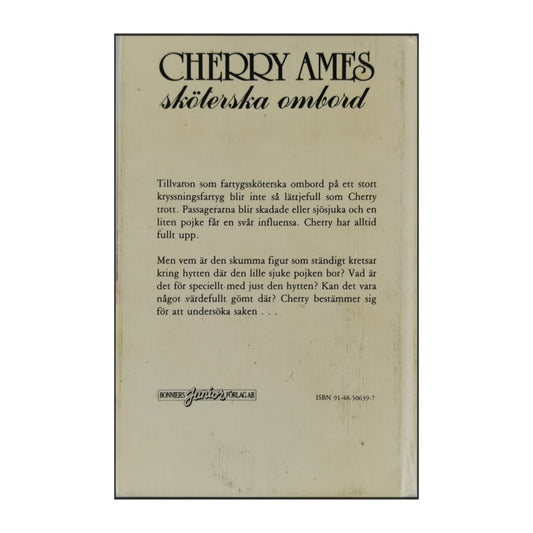 CHERRY AMES
sköterska ombord
Tillvaron som fartygssköterska ombord på ett stort
kryssningsfartyg blir inte så lättjefull som Cherry
trott. Passagerarna blir skadade eller sjösjuka och en
liten pojke får en svår influensa. Cherry har alltid
fullt upp.
Men vem är den skumma figur som ständigt kretsar
kring hytten där den lille sjuke pojken bor? Vad är
det för speciellt med just den hytten? Kan det vara
något värdefullt gömt där? Cherry bestämmer sig
för att undersöka saken . . .
BONNIERS Junior FÖRLAG AB
ISBN 91-48-50639-7